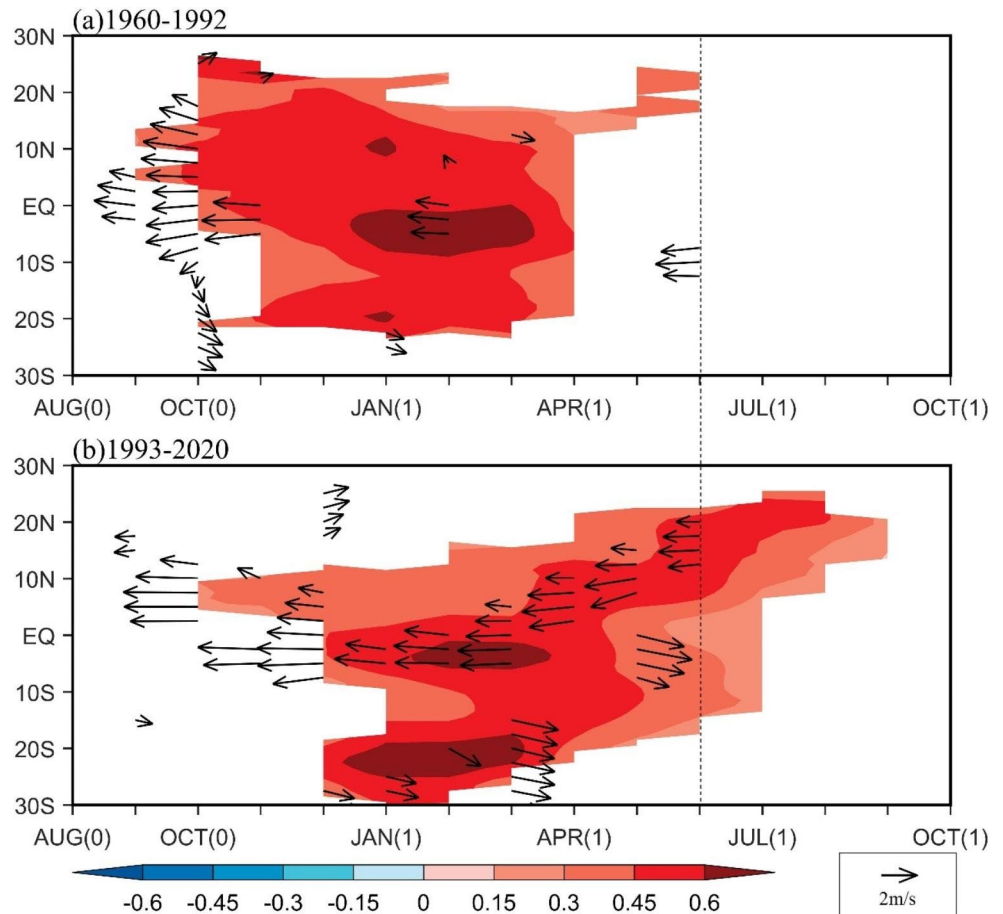 (a)1960-1992
30N
20N
10N
EQ
10S
20S
30S
AUG(0) OCT(0) JAN(1) APR(1) JUL(1) OCT(1)
(b)1993-2020
30N
20N
10N
EQ
10S
20S
30S
AUG(0) OCT(0) JAN(1) APR(1) JUL(1) OCT(1)
-0.6 -0.45 -0.3 -0.15 0 0.15 0.3 0.45 0.6
2m/s